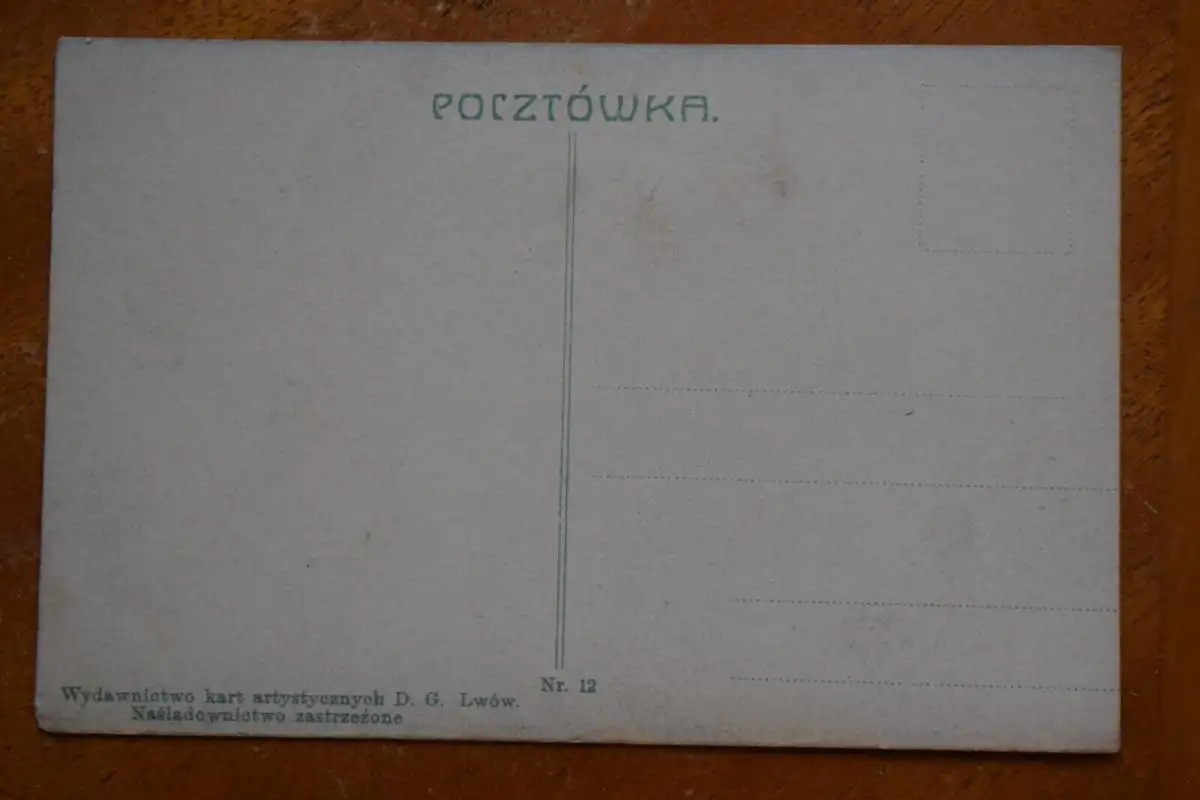 POCZTÓWKA.
Wydawnictwo kart artystycznych D. G. Lwów.
Naśladownictwo zastrzeżone
Nr. 12